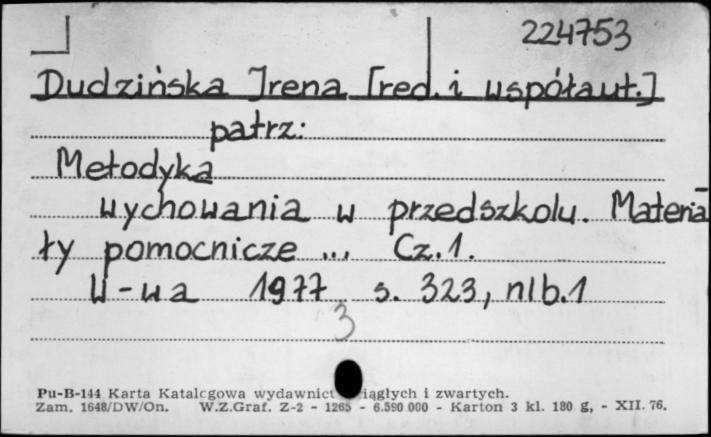 224753
Dudzińska Irena [red. i współaut.]
patrz:
Metodyka
wychowania w przedszkolu. Materia
ły pomocnicze ... Cz.1.
W-wa 1977 s. 323, nlb.1
3
Pu-B-144 Karta Katalogowa wydawnict iągłych i zwartych.
Zam. 1648/DW/On. W.Z.Graf. Z-2 - 1265 - 6.590.000 - Karton 3 kl. 180 g, - XII. 76.